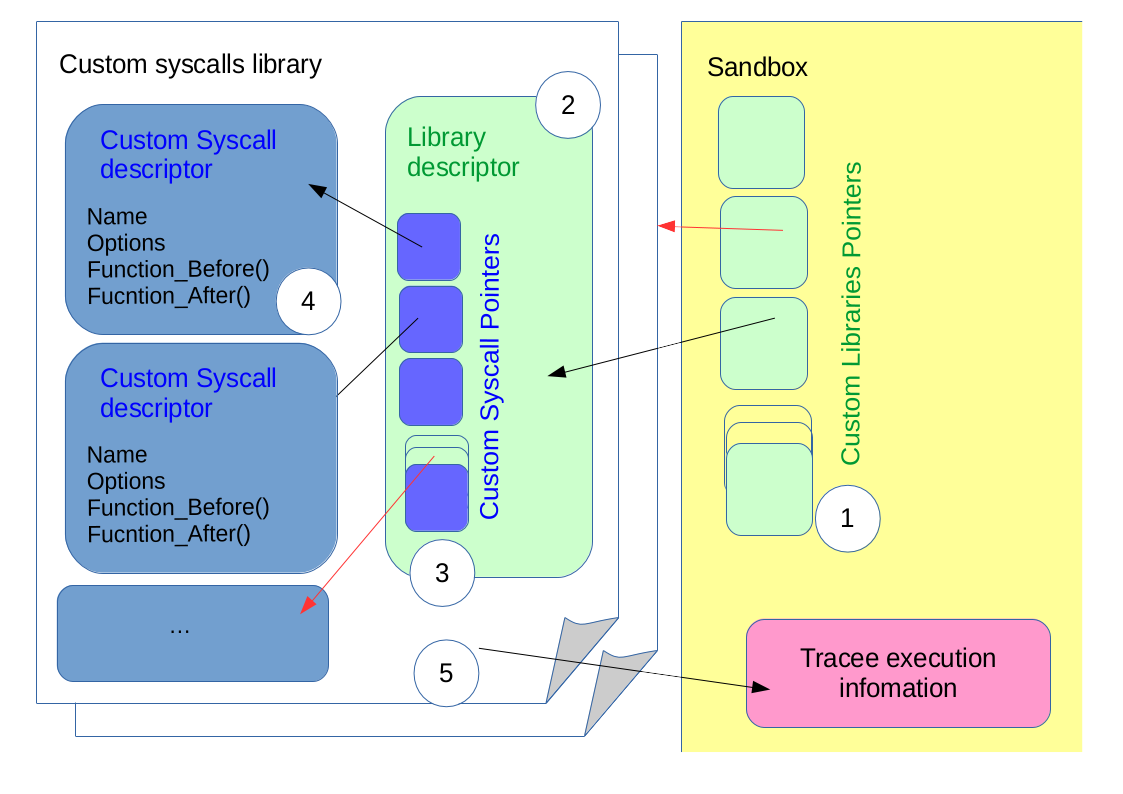 Custom syscalls library
Custom Syscall
descriptor
Name
Options
Function_Before()
Fucntion_After()
4
Custom Syscall
descriptor
Name
Options
Function_Before()
Fucntion_After()
...
2
Library
descriptor
Custom Syscall Pointers
3
5
Sandbox
Custom Libraries Pointers
1
Tracee execution
infomation